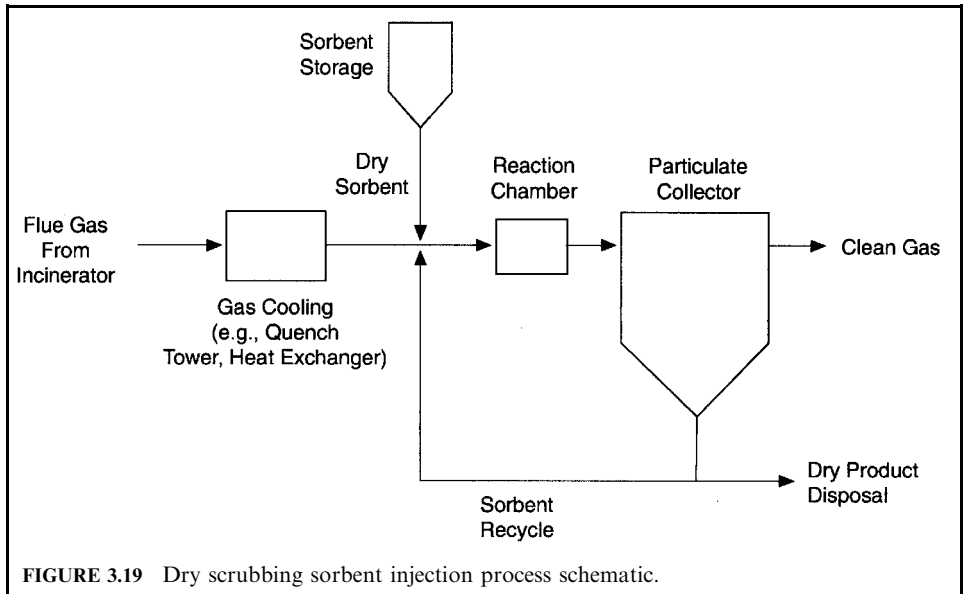 Sorbent
Storage
Dry
Sorbent
Reaction
Chamber
Particulate
Collector
Flue Gas
From
Incinerator
Clean Gas
Gas Cooling
(e.g., Quench
Tower, Heat Exchanger)
Dry Product
Disposal
Sorbent
Recycle
FIGURE 3.19 Dry scrubbing sorbent injection process schematic.